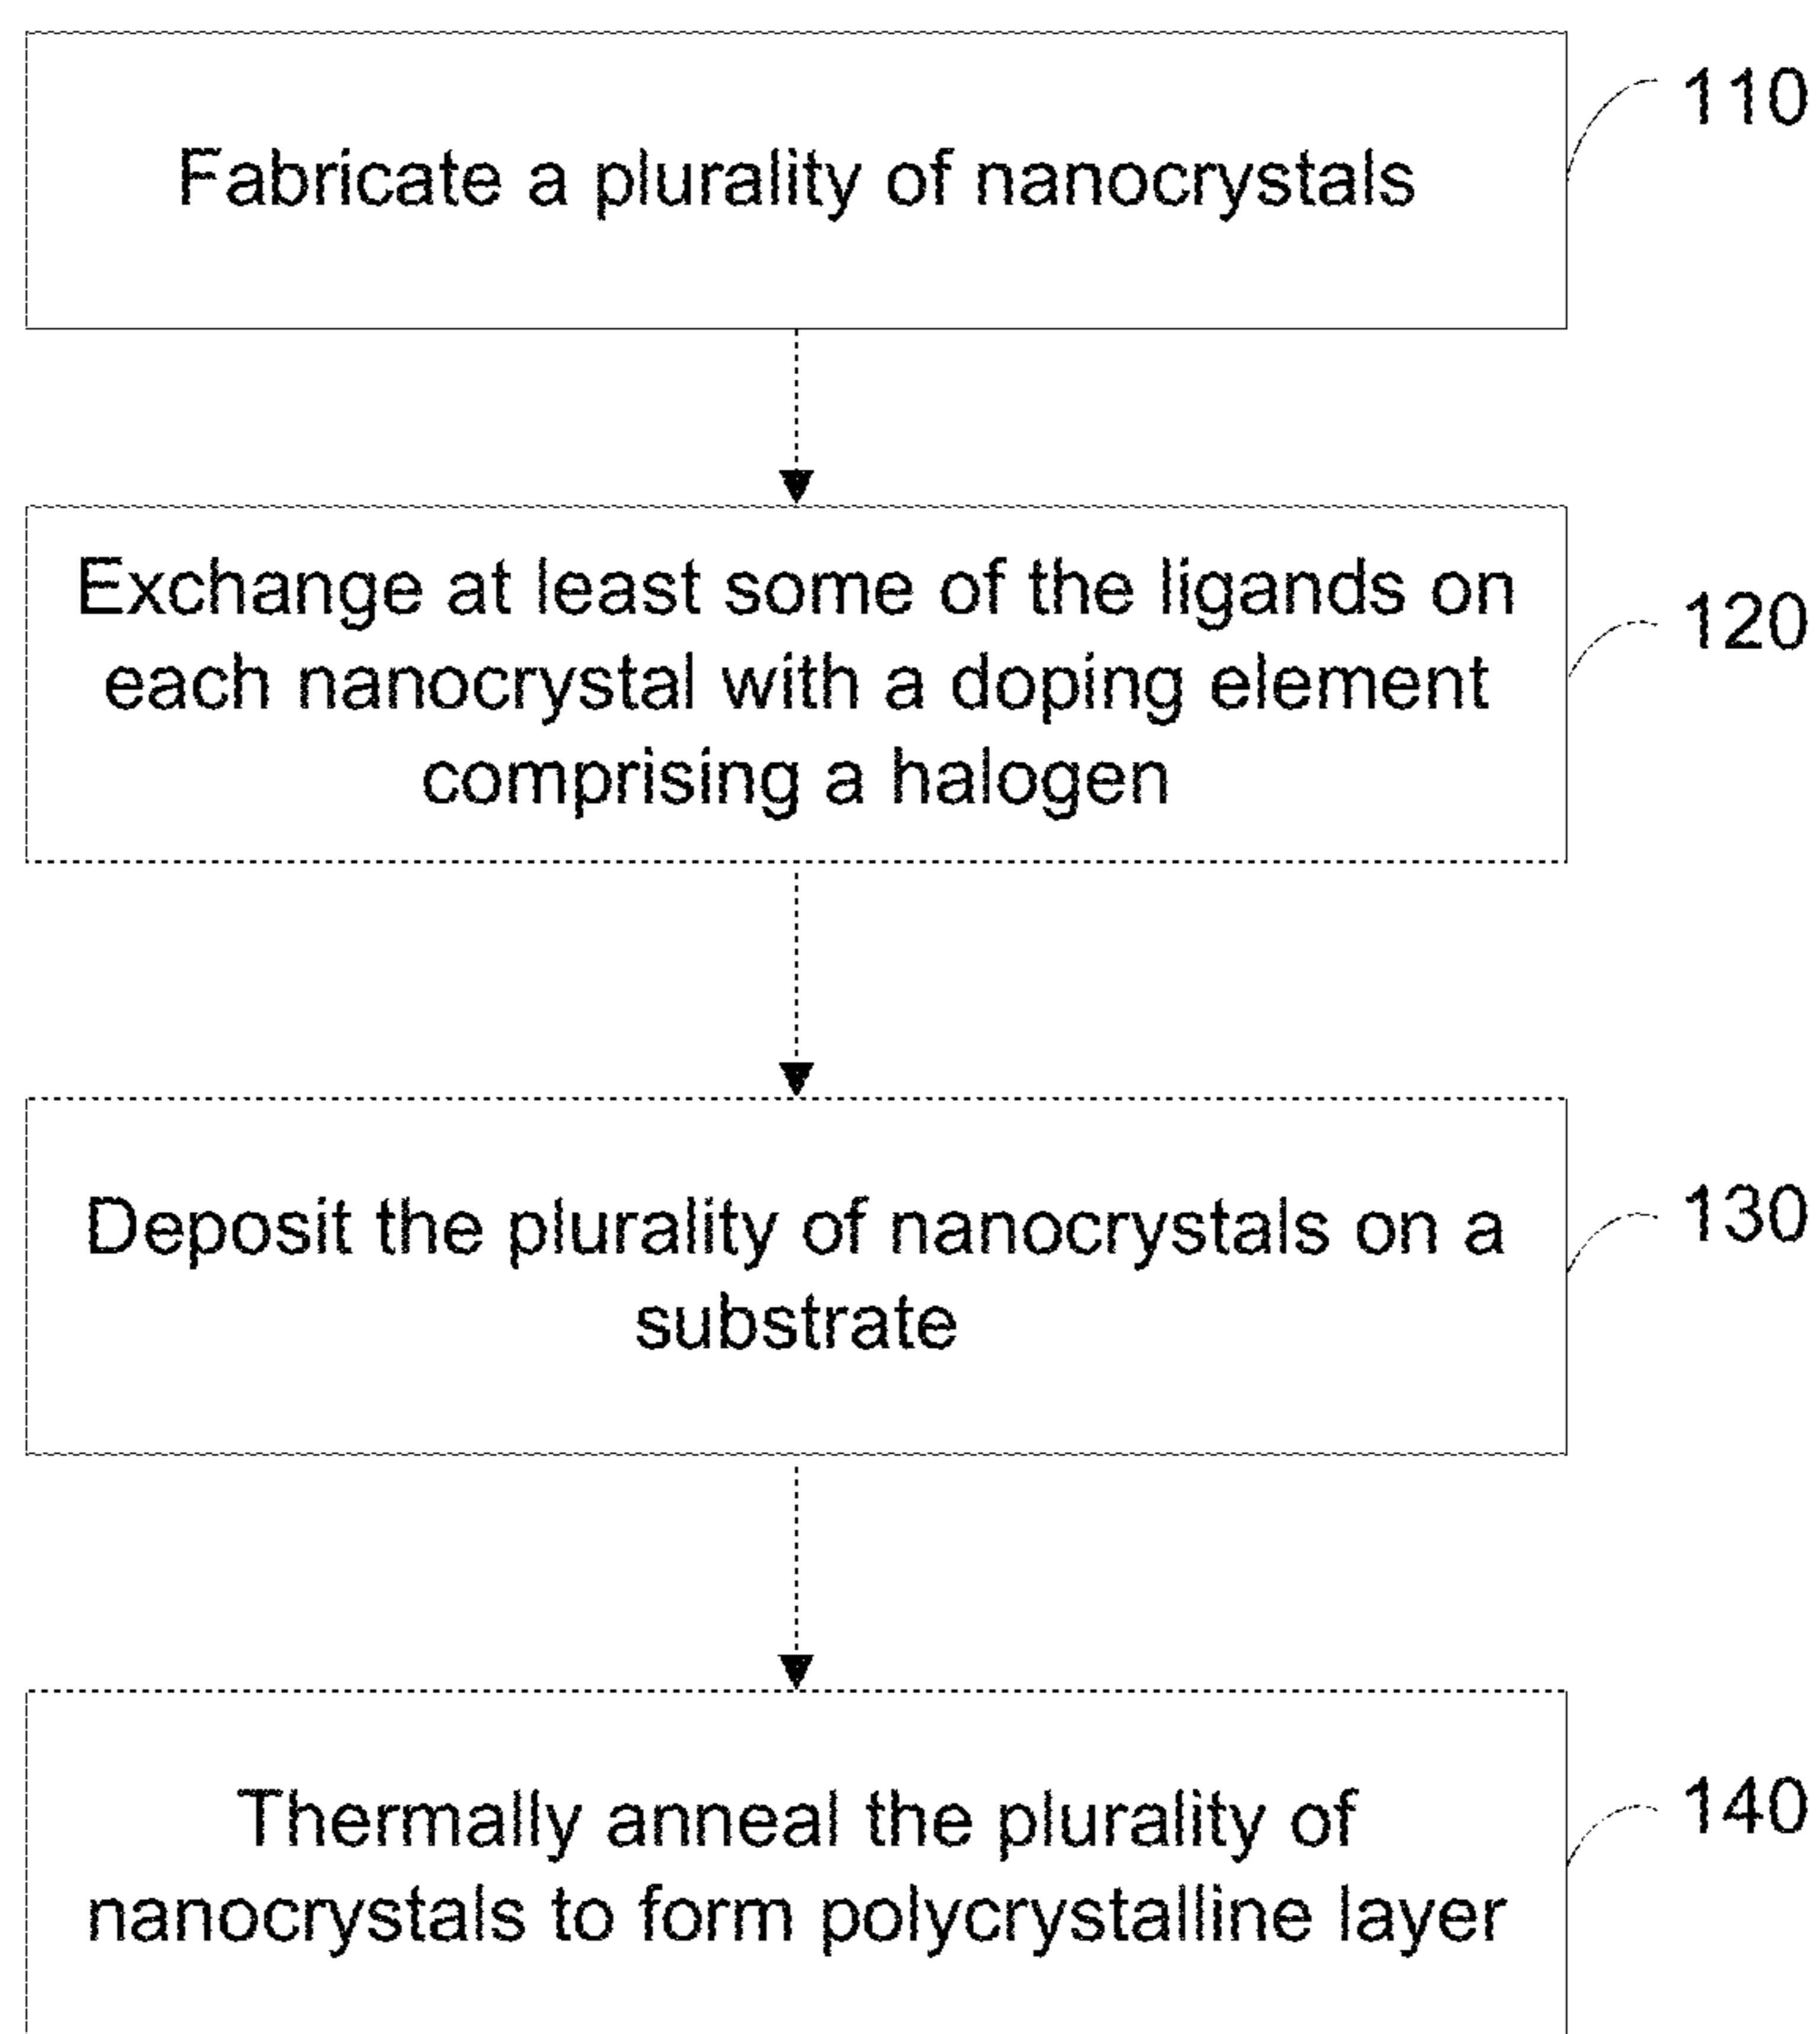 Fabricate a plurality of nanocrystals
110
Exchange at least some of the ligands on
each nanocrystal with a doping element
comprising a halogen
120
Deposit the plurality of nanocrystals on a
substrate
130
Thermally anneal the plurality of
nanocrystals to form polycrystalline layer
140